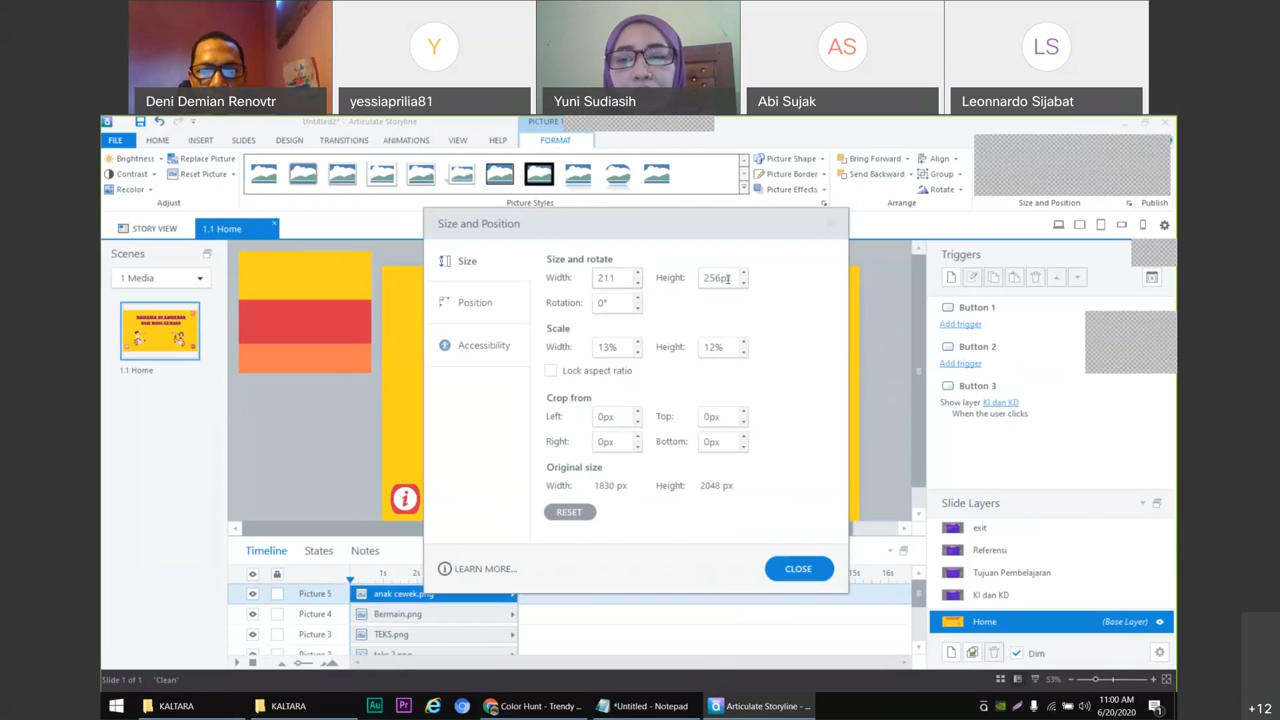 Y
AS
LS
Deni Demian Renovtr
yessiaprilia81
Yuni Sudiasih
Abi Sujak
Leonnardo Sijabat
Untitled2* - Articulate Storyline
PICTURE
FILE
HOME
INSERT
SLIDES
DESIGN
TRANSITIONS
ANIMATIONS
VIEW
HELP
FORMAT
Brightness
Replace Picture
Contrast
Reset Picture
Recolor
Picture Shape
Picture Border
Picture Effects
Bring Forward
Send Backward
Align
Group
Rotate
Adjust
Picture Styles
Arrange
Size and Position
Publish
STORY VIEW
1.1 Home
Scenes
1 Media
1.1 Home
Size and Position
Size
Position
Accessibility
Size and rotate
Width: 211 Height: 256px
Rotation: 0°
Scale
Width: 13% Height: 12%
Lock aspect ratio
Crop from
Left: 0px Top: 0px
Right: 0px Bottom: 0px
Original size
Width: 1830 px Height: 2048 px
RESET
LEARN MORE...
CLOSE
Triggers
Button 1
Add trigger
Button 2
Add trigger
Button 3
Show layer KI dan KD
When the user clicks
Slide Layers
exit
Referensi
Tujuan Pembelajaran
KI dan KD
Home (Base Layer)
Dim
Timeline
States
Notes
1s 2s 15s 16s
Picture 5 anak cewek.png
Picture 4 Bermain.png
Picture 3 TEKS.png
Slide 1 of 1 'Clean'
53%
KALTARA
KALTARA
Au
Pr
Color Hunt - Trendy ...
*Untitled - Notepad
Articulate Storyline - ...
11:00 AM
6/20/2020
+12